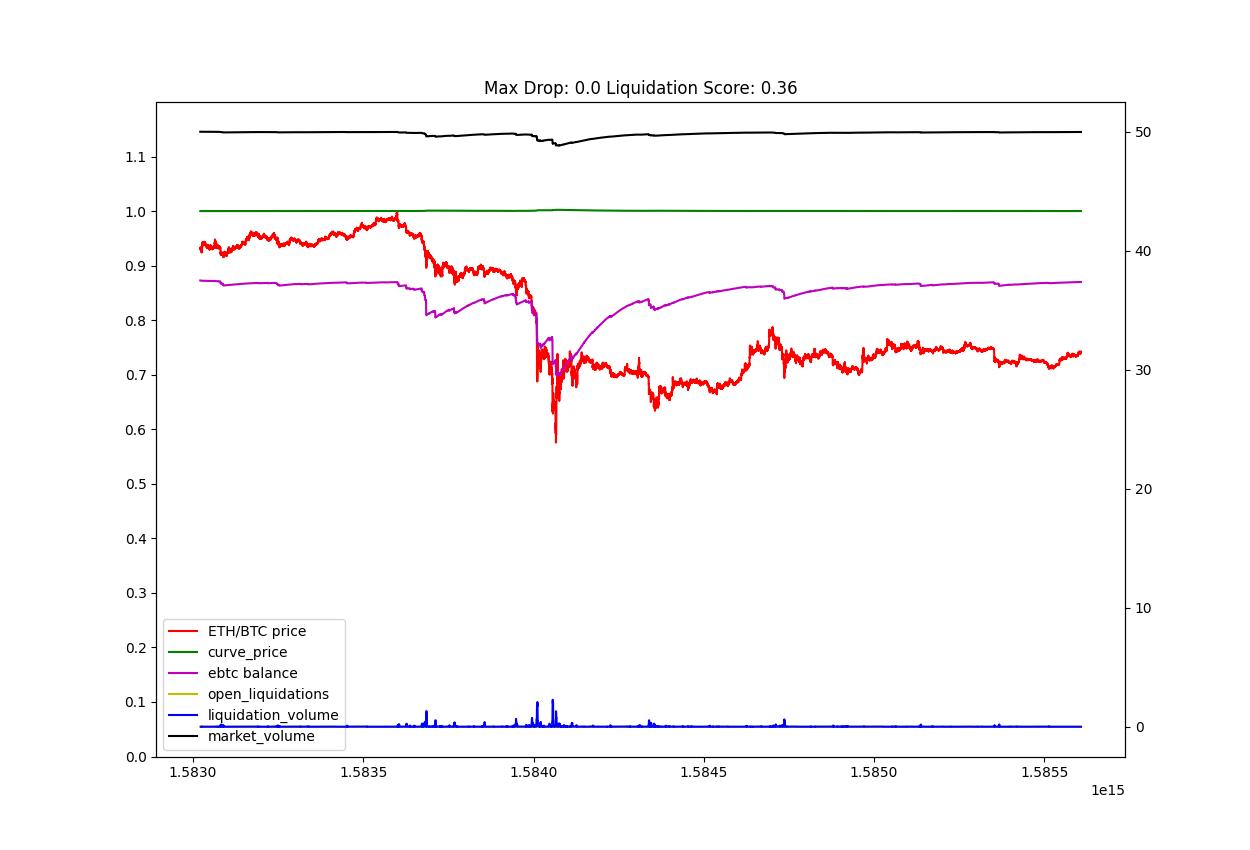 Max Drop: 0.0 Liquidation Score: 0.36
1.1
1.0
0.9
0.8
0.7
0.6
0.5
0.4
0.3
0.2
0.1
0.0
50
40
30
20
10
0
ETH/BTC price
curve_price
ebtc balance
open_liquidations
liquidation_volume
market_volume
1.5830 1.5835 1.5840 1.5845 1.5850 1.5855
1e15